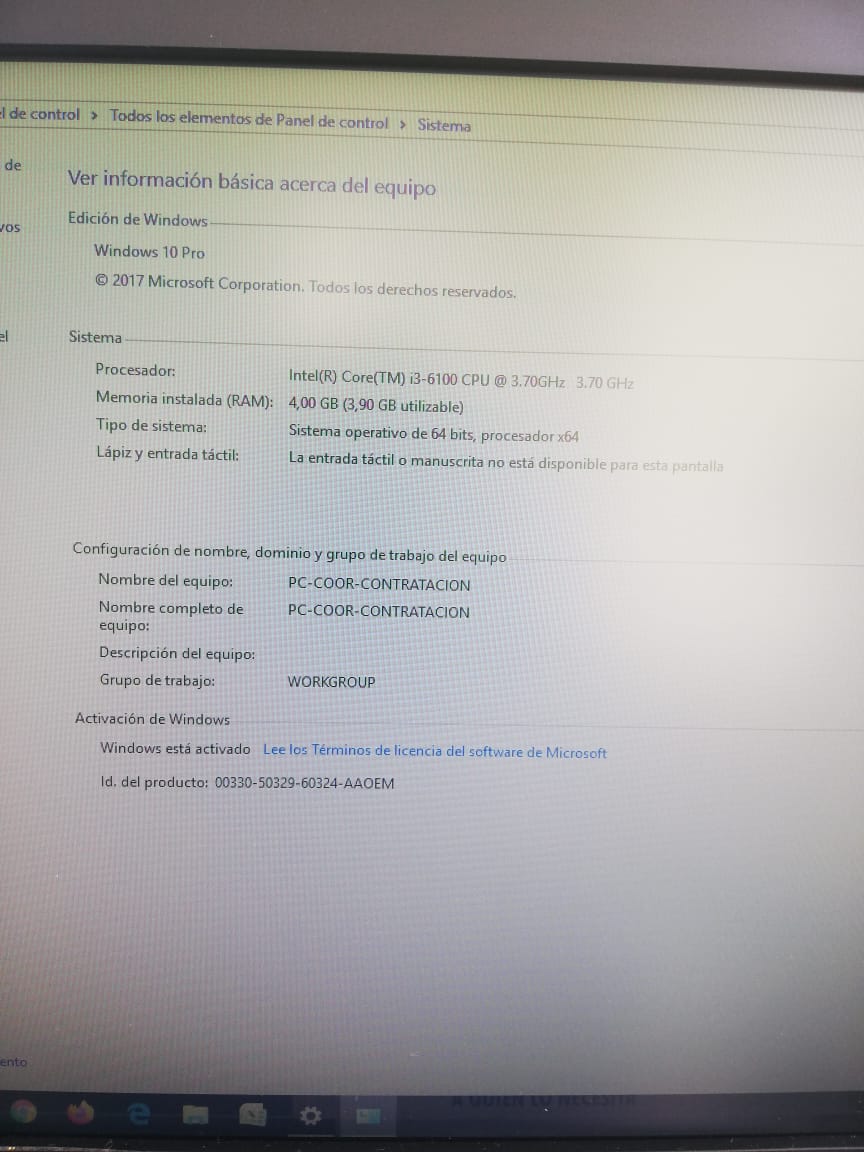 l de control > Todos los elementos de Panel de control > Sistema
de
Ver información básica acerca del equipo
vos
Edición de Windows
Windows 10 Pro
© 2017 Microsoft Corporation. Todos los derechos reservados.
el
Sistema
Procesador: Intel(R) Core(TM) i3-6100 CPU @ 3.70GHz 3.70 GHz
Memoria instalada (RAM): 4,00 GB (3,90 GB utilizable)
Tipo de sistema: Sistema operativo de 64 bits, procesador x64
Lápiz y entrada táctil: La entrada táctil o manuscrita no está disponible para esta pantalla
Configuración de nombre, dominio y grupo de trabajo del equipo
Nombre del equipo: PC-COOR-CONTRATACION
Nombre completo de PC-COOR-CONTRATACION
equipo:
Descripción del equipo:
Grupo de trabajo: WORKGROUP
Activación de Windows
Windows está activado Lee los Términos de licencia del software de Microsoft
Id. del producto: 00330-50329-60324-AAOEM
ento
A QUIEN LO NECESITA